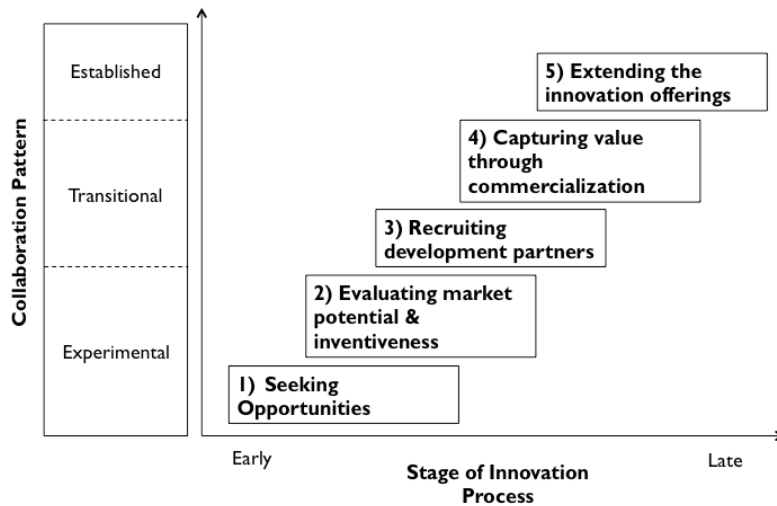 Collaboration Pattern
Established
Transitional
Experimental
5) Extending the
innovation offerings
4) Capturing value
through
commercialization
3) Recruiting
development partners
2) Evaluating market
potential &
inventiveness
1) Seeking
Opportunities
Early
Late
Stage of Innovation
Process